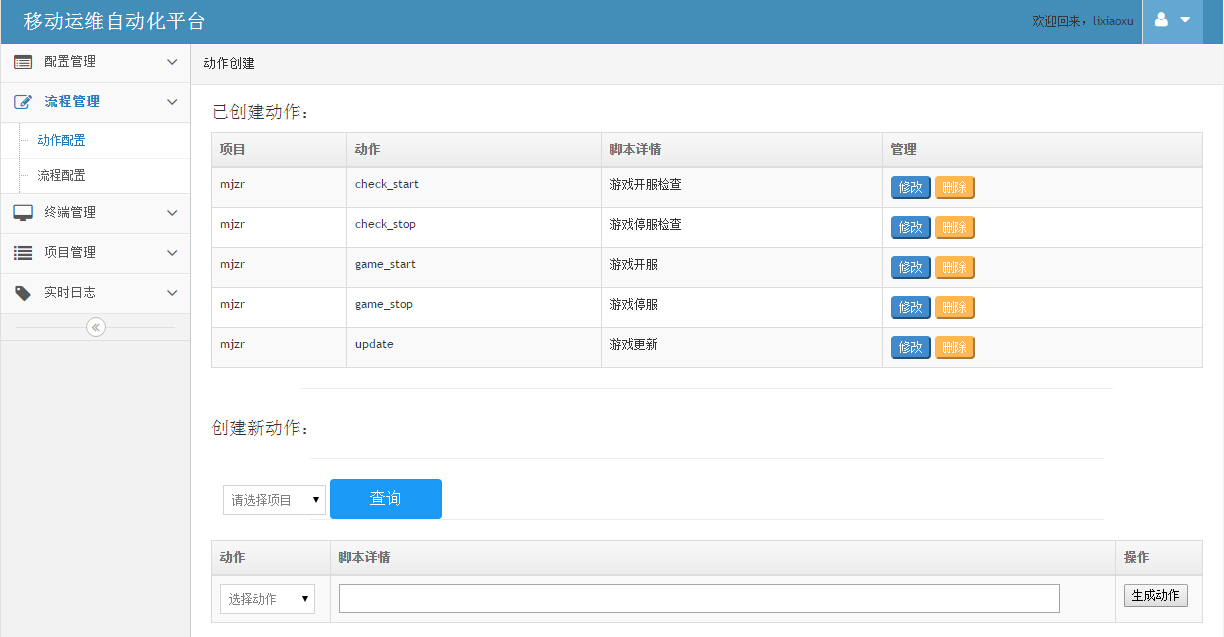 移动运维自动化平台
欢迎回来，lixiaoxu
配置管理
流程管理
动作配置
流程配置
终端管理
项目管理
实时日志
动作创建
已创建动作：
项目 动作 脚本详情 管理
mjzr check_start 游戏开服检查 修改 删除
mjzr check_stop 游戏停服检查 修改 删除
mjzr game_start 游戏开服 修改 删除
mjzr game_stop 游戏停服 修改 删除
mjzr update 游戏更新 修改 删除
创建新动作：
请选择项目 查询
动作 脚本详情 操作
选择动作 生成动作